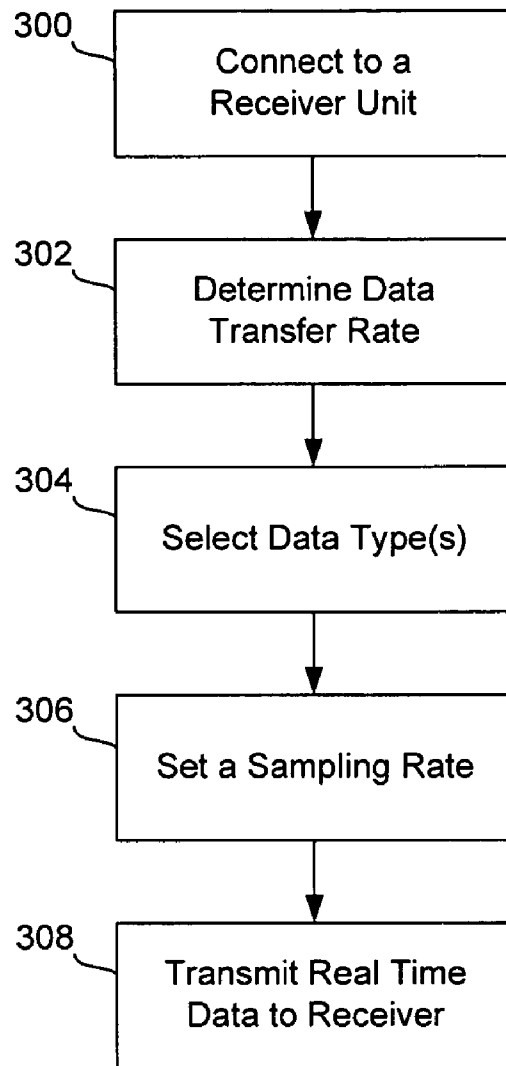 300
Connect to a
Receiver Unit
302
Determine Data
Transfer Rate
304
Select Data Type(s)
306
Set a Sampling Rate
308
Transmit Real Time
Data to Receiver